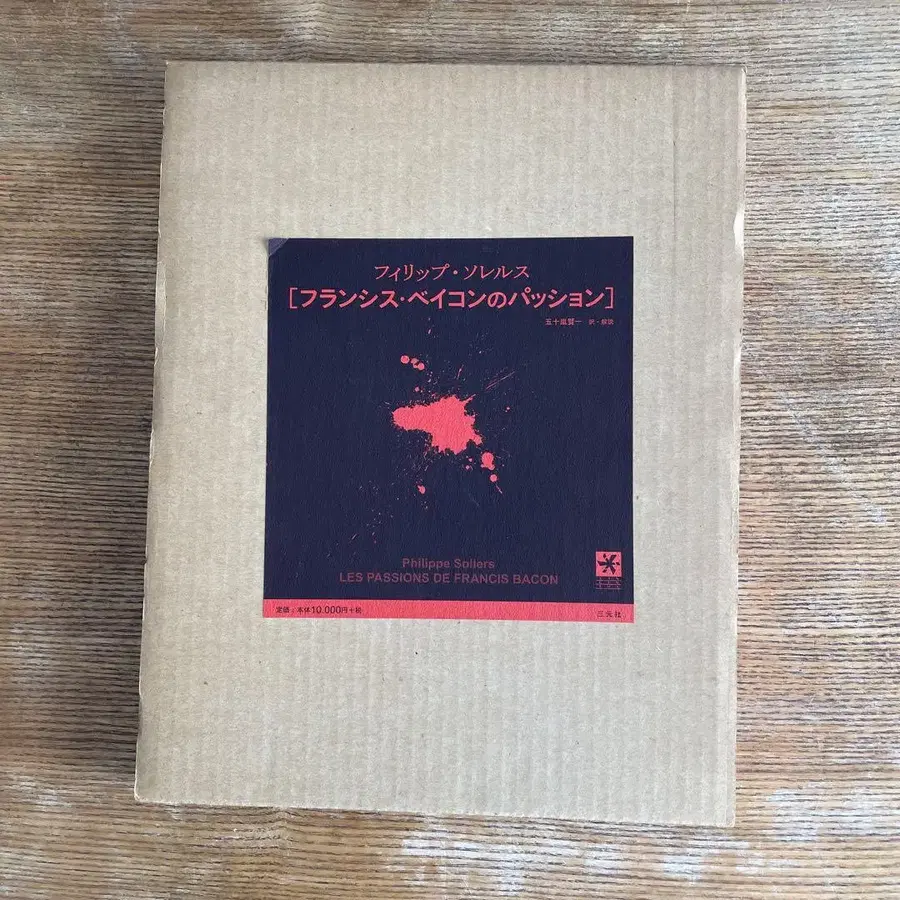 フィリップ・ソレルス
[フランシス・ベイコンのパッション]
五十嵐賢一 訳・解説
Philippe Sollers
LES PASSIONS DE FRANCIS BACON
定価:本体10.000円+税
三元社